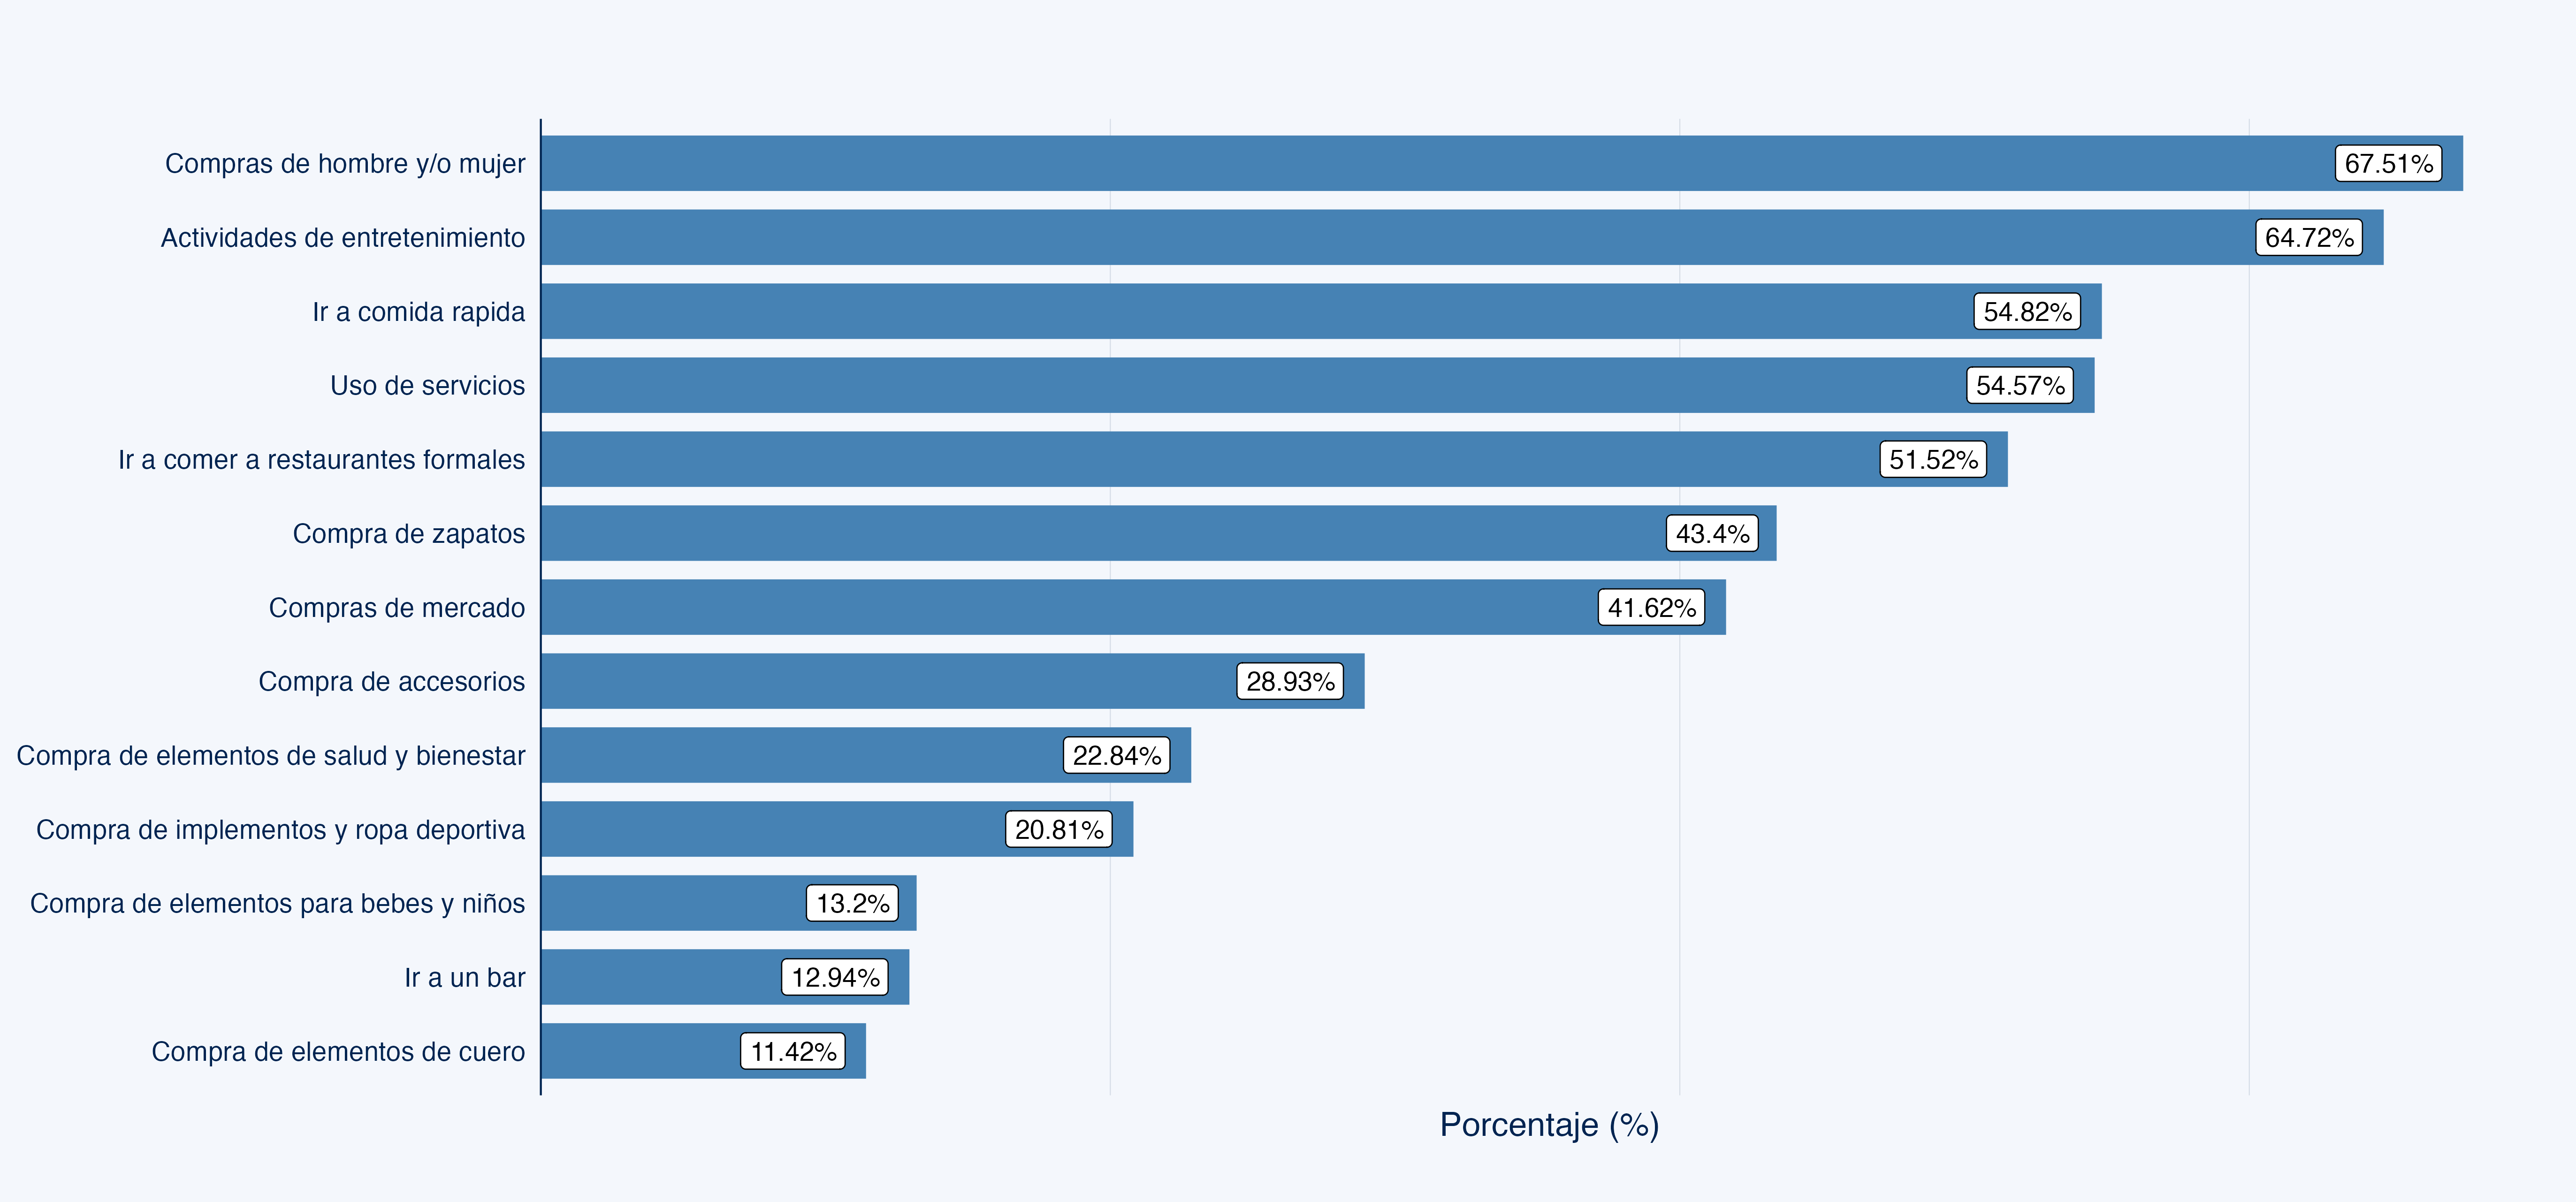 Compras de hombre y/o mujer 67.51%
Actividades de entretenimiento 64.72%
Ir a comida rapida 54.82%
Uso de servicios 54.57%
Ir a comer a restaurantes formales 51.52%
Compra de zapatos 43.4%
Compras de mercado 41.62%
Compra de accesorios 28.93%
Compra de elementos de salud y bienestar 22.84%
Compra de implementos y ropa deportiva 20.81%
Compra de elementos para bebes y niños 13.2%
Ir a un bar 12.94%
Compra de elementos de cuero 11.42%
Porcentaje (%)